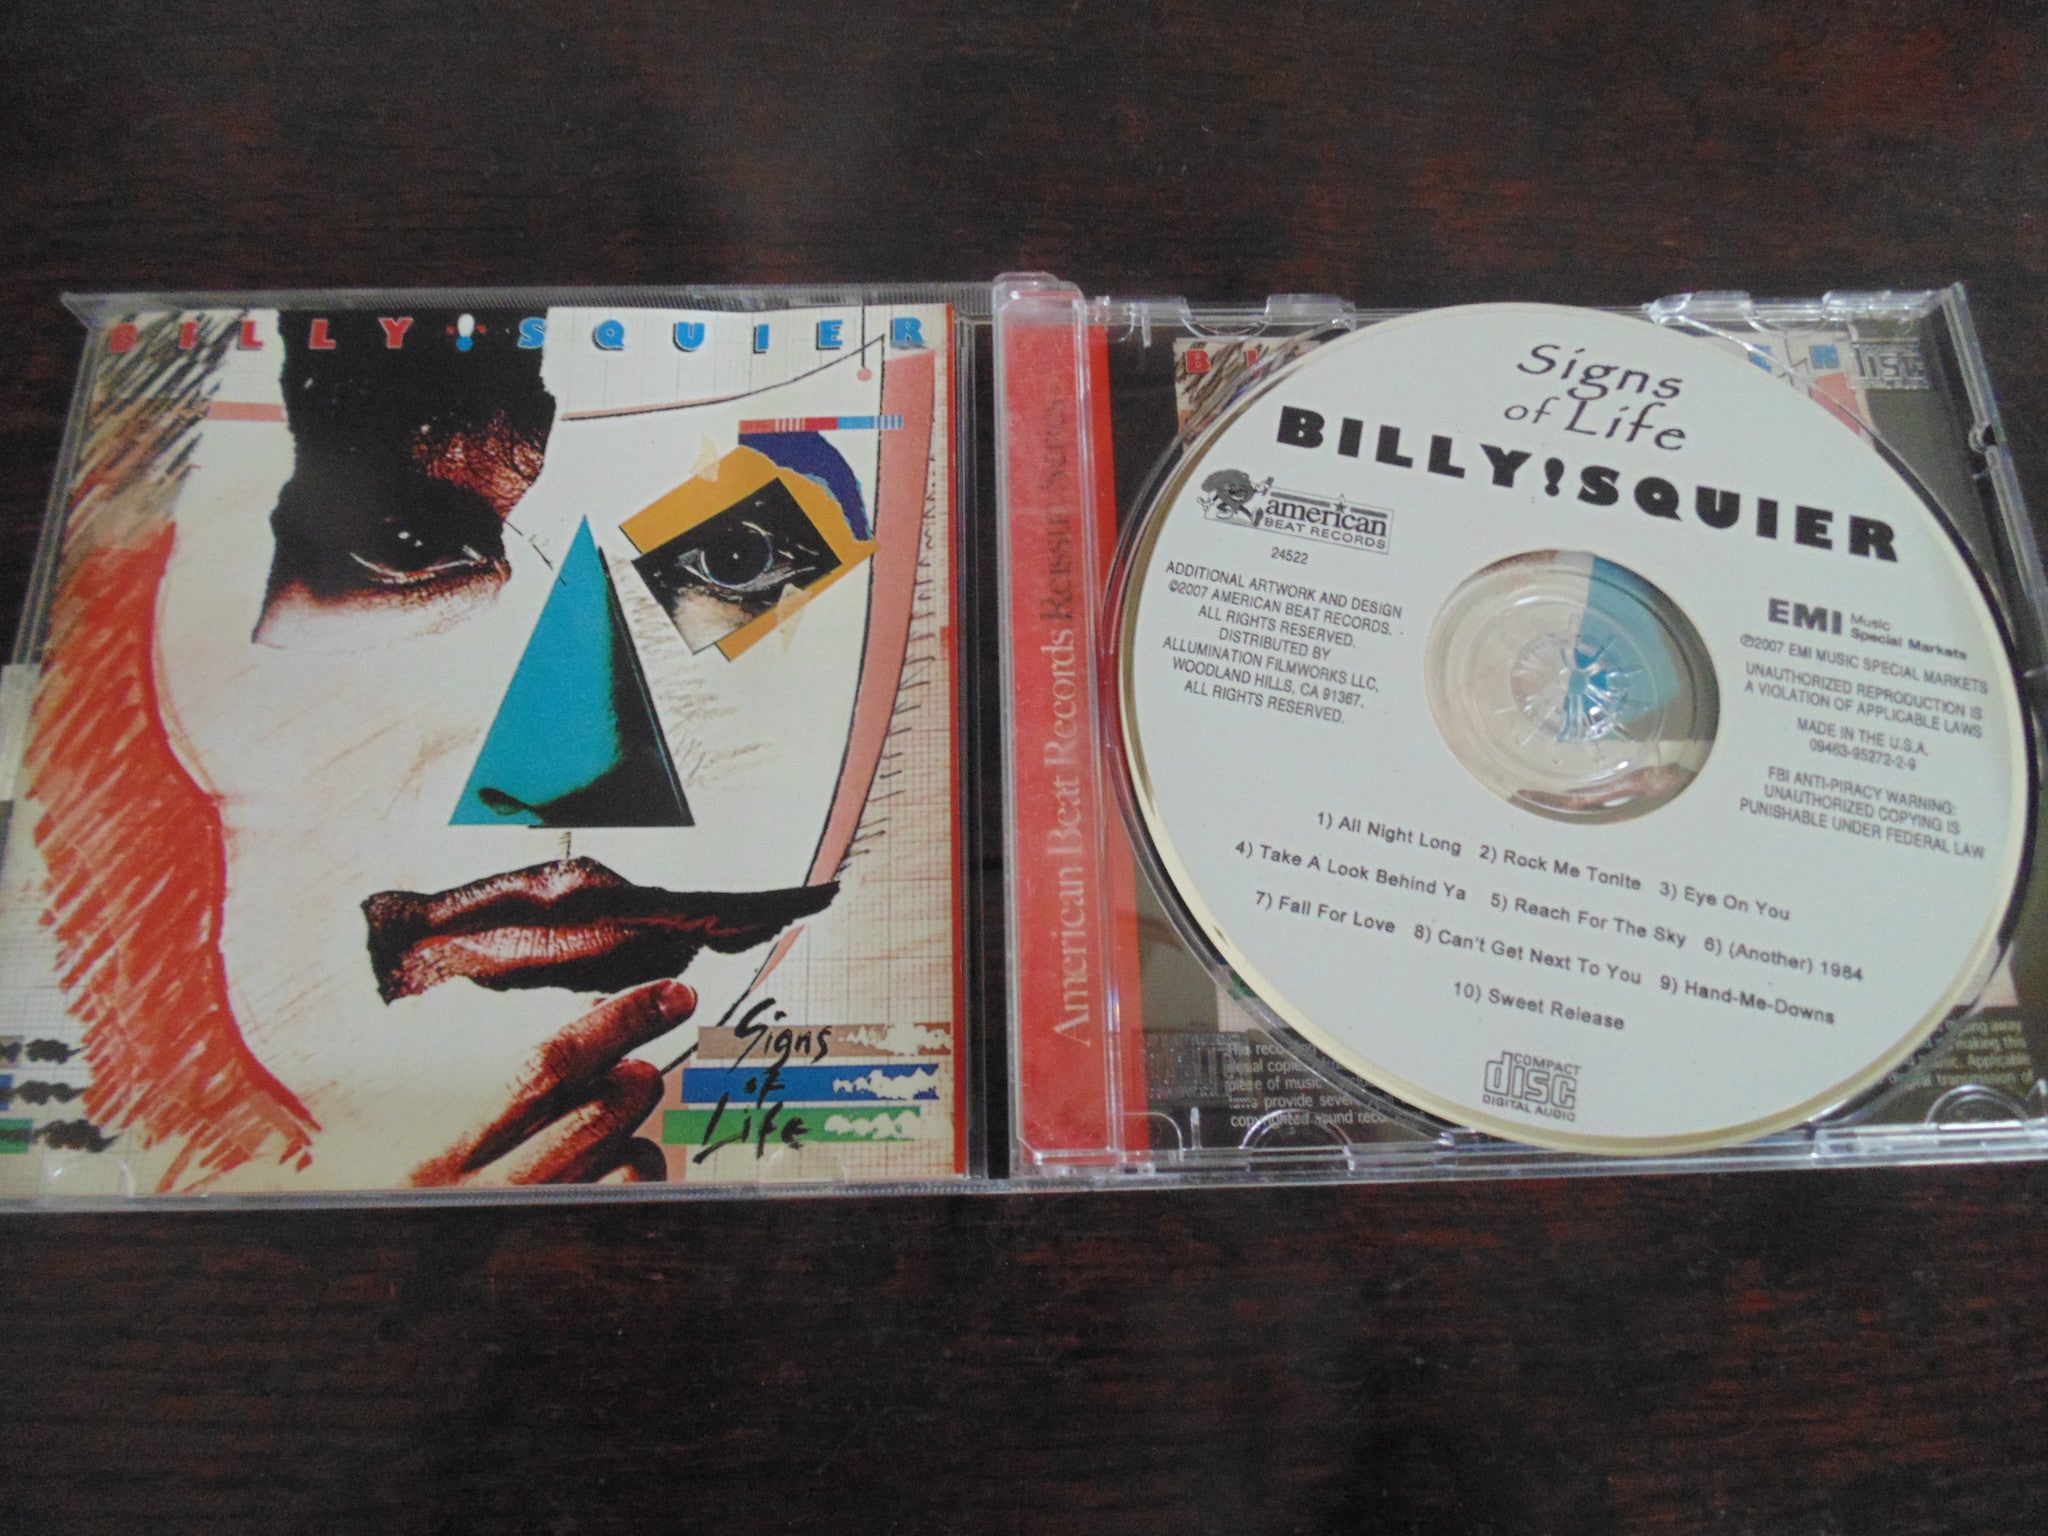 BILLY!SQUIER
Signs
of
Life
American Beat Records Reissue Series
Signs
of Life
BILLY!SQUIER
american
BEAT RECORDS
24522
ADDITIONAL ARTWORK AND DESIGN
©2007 AMERICAN BEAT RECORDS.
ALL RIGHTS RESERVED.
DISTRIBUTED BY
ALLUMINATION FILMWORKS LLC,
WOODLAND HILLS, CA 91367.
ALL RIGHTS RESERVED.
EMI Music
Special Markets
℗2007 EMI MUSIC SPECIAL MARKETS
UNAUTHORIZED REPRODUCTION IS
A VIOLATION OF APPLICABLE LAWS
MADE IN THE U.S.A.
09463-95272-2-9
FBI ANTI-PIRACY WARNING:
UNAUTHORIZED COPYING IS
PUNISHABLE UNDER FEDERAL LAW
1) All Night Long 2) Rock Me Tonite 3) Eye On You
4) Take A Look Behind Ya 5) Reach For The Sky 6) (Another) 1984
7) Fall For Love 8) Can't Get Next To You 9) Hand-Me-Downs
10) Sweet Release
COMPACT
disc
DIGITAL AUDIO
piese of music
laws provide